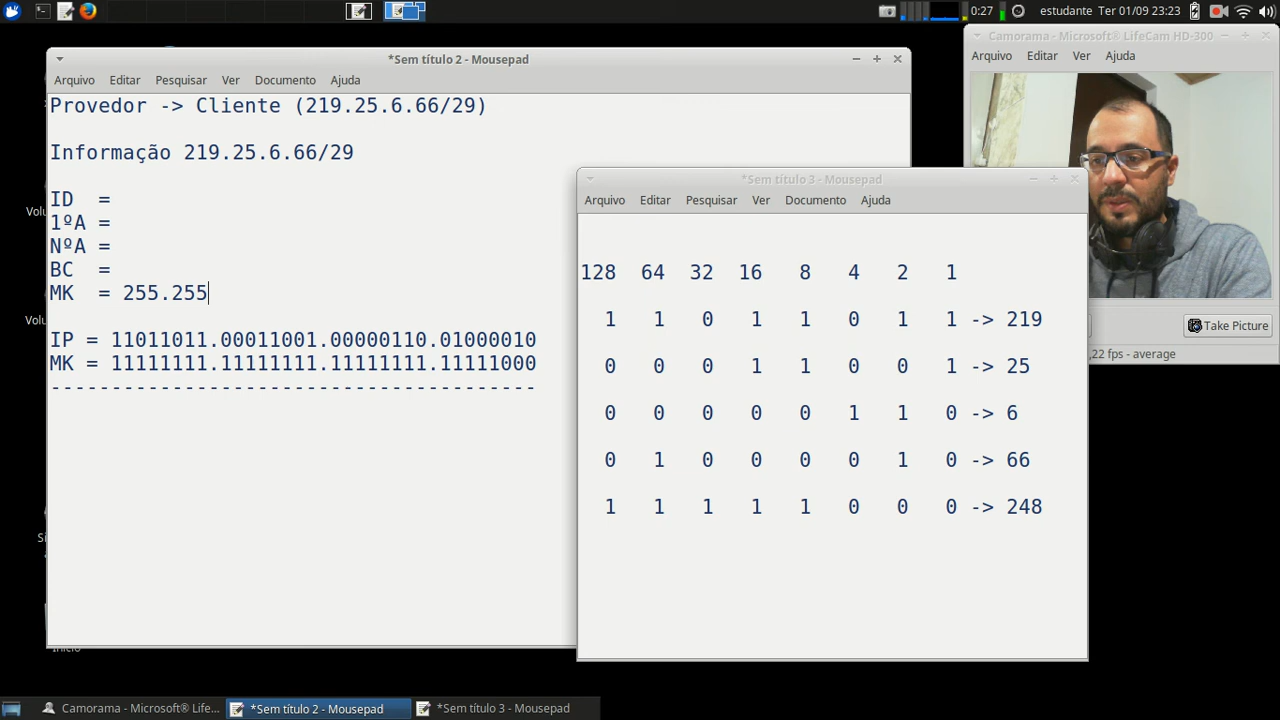 0:27 estudante Ter 01/09 23:23
*Sem título 2 - Mousepad
Arquivo Editar Pesquisar Ver Documento Ajuda
Provedor -> Cliente (219.25.6.66/29)
Informação 219.25.6.66/29
ID =
1ºA =
NºA =
BC =
MK = 255.255
IP = 11011011.00011001.00000110.01000010
MK = 11111111.11111111.11111111.11111000
---------------------------------------
*Sem título 3 - Mousepad
Arquivo Editar Pesquisar Ver Documento Ajuda
128 64 32 16 8 4 2 1
1 1 0 1 1 0 1 1 -> 219
0 0 0 1 1 0 0 1 -> 25
0 0 0 0 0 1 1 0 -> 6
0 1 0 0 0 0 1 0 -> 66
1 1 1 1 1 0 0 0 -> 248
Camorama - Microsoft® LifeCam HD-300
Arquivo Editar Ver Ajuda
Take Picture
,22 fps - average
Volu
Volu
Si
Camorama - Microsoft® Life...
*Sem título 2 - Mousepad
*Sem título 3 - Mousepad